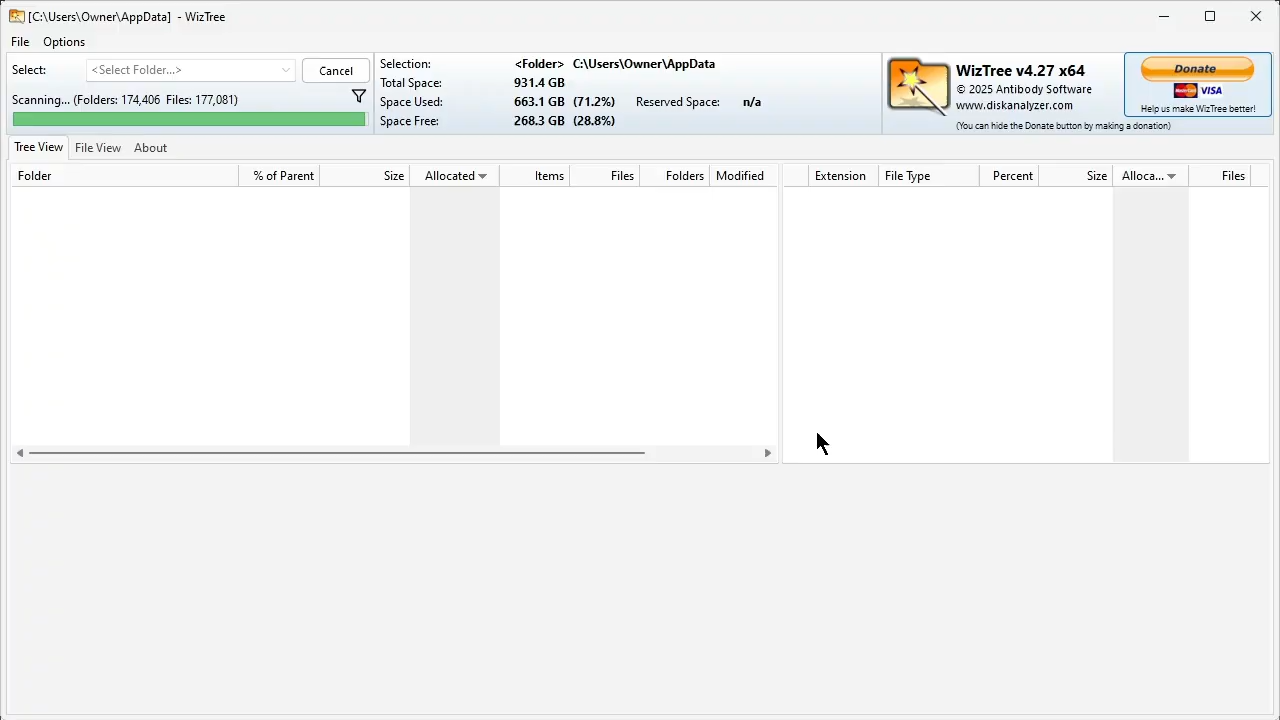 [C:\Users\Owner\AppData] - WizTree
File Options
Select: <Select Folder...> Cancel
Scanning... (Folders: 174,406 Files: 177,081)
Selection: <Folder> C:\Users\Owner\AppData
Total Space: 931.4 GB
Space Used: 663.1 GB (71.2%) Reserved Space: n/a
Space Free: 268.3 GB (28.8%)
WizTree v4.27 x64
© 2025 Antibody Software
www.diskanalyzer.com
(You can hide the Donate button by making a donation)
Donate
MasterCard VISA
Help us make WizTree better!
Tree View File View About
Folder % of Parent Size Allocated Items Files Folders Modified
Extension File Type Percent Size Alloca... Files